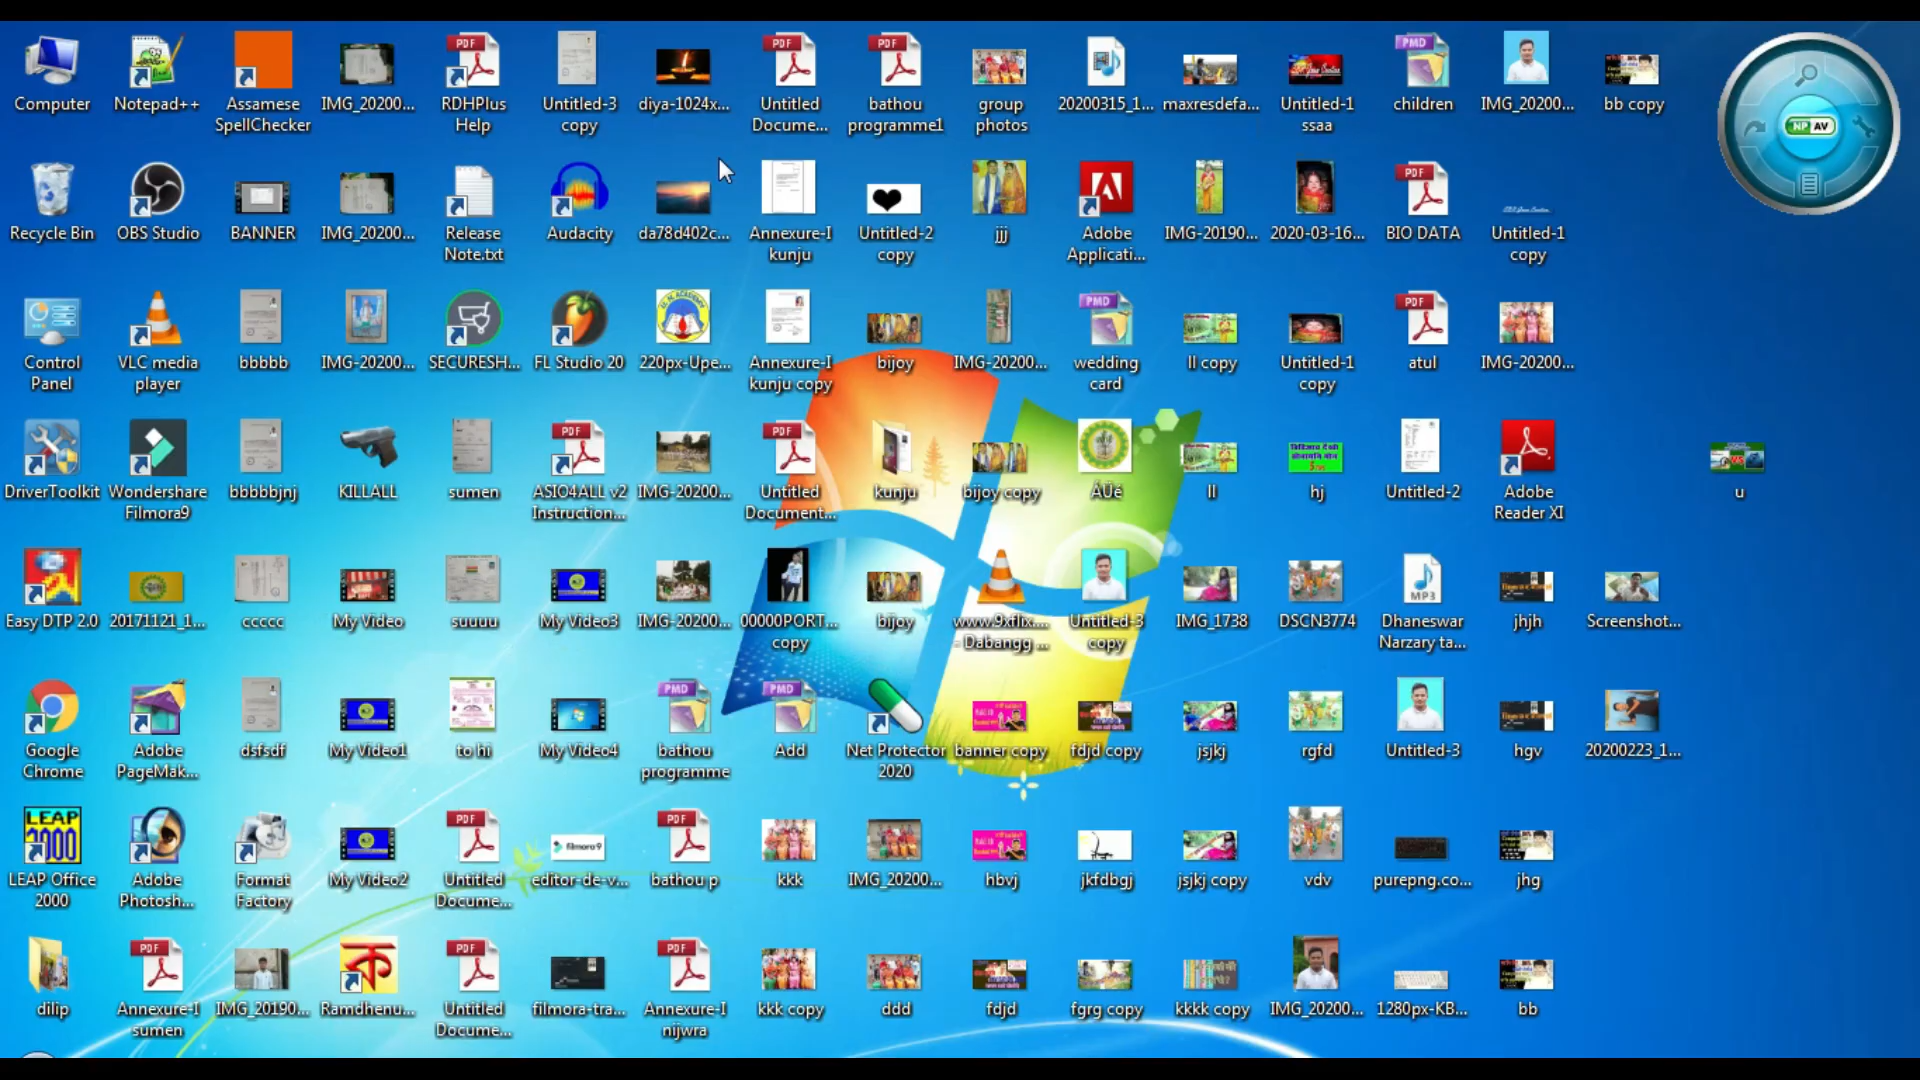 Computer
Notepad++
Assamese
SpellChecker
IMG_20200...
RDHPlus
Help
Untitled-3
copy
diya-1024x...
Untitled
Docume...
bathou
programme1
group
photos
20200315_1...
maxresdefa...
Untitled-1
ssaa
children
IMG_20200...
bb copy
NP AV
Recycle Bin
OBS Studio
BANNER
IMG_20200...
Release
Note.txt
Audacity
da78d402c...
Annexure-I
kunju
Untitled-2
copy
jjj
Adobe
Applicati...
IMG-20190...
2020-03-16...
BIO DATA
Untitled-1
copy
Control
Panel
VLC media
player
bbbbb
IMG-20200...
SECURESH...
FL Studio 20
220px-Upe...
Annexure-I
kunju copy
bijoy
IMG-20200...
wedding
card
ll copy
Untitled-1
copy
atul
IMG-20200...
DriverToolkit
Wondershare
Filmora9
bbbbbjnj
KILLALL
sumen
ASIO4ALL v2
Instruction...
IMG-20200...
Untitled
Document...
kunju
bijoy copy
ÁÜé
ll
hj
Untitled-2
Adobe
Reader XI
u
Easy DTP 2.0
20171121_1...
ccccc
My Video
suuuu
My Video3
IMG-20200...
00000PORT...
copy
bijoy
www.9xflix....
- Dabangg ...
Untitled-3
copy
IMG_1738
DSCN3774
Dhaneswar
Narzary ta...
jhjh
Screenshot...
Google
Chrome
Adobe
PageMak...
dsfsdf
My Video1
to hi
My Video4
bathou
programme
Add
Net Protector
2020
banner copy
fdjd copy
jsjkj
rgfd
Untitled-3
hgv
20200223_1...
LEAP
2000
LEAP Office
2000
Adobe
Photosh...
Format
Factory
My Video2
Untitled
Docume...
filmora9
editor-de-v...
bathou p
kkk
IMG_20200...
hbvj
jkfdbgj
jsjkj copy
vdv
purepng.co...
jhg
dilip
Annexure-I
sumen
IMG_20190...
ক
Ramdhenu...
Untitled
Docume...
filmora-tra...
Annexure-I
nijwra
kkk copy
ddd
fdjd
fgrg copy
kkkk copy
IMG_20200...
1280px-KB...
bb